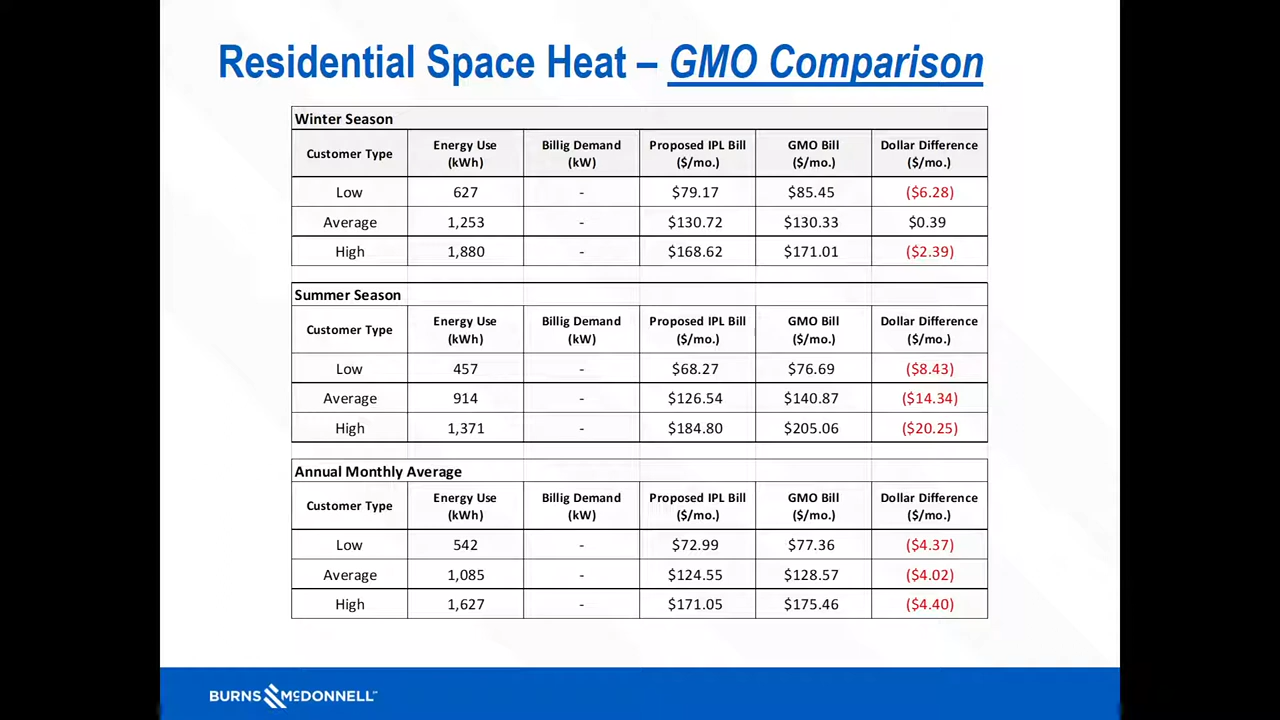 Residential Space Heat – GMO Comparison
Winter Season
Customer Type Energy Use (kWh) Billig Demand (kW) Proposed IPL Bill ($/mo.) GMO Bill ($/mo.) Dollar Difference ($/mo.)
Low 627 - $79.17 $85.45 ($6.28)
Average 1,253 - $130.72 $130.33 $0.39
High 1,880 - $168.62 $171.01 ($2.39)
Summer Season
Customer Type Energy Use (kWh) Billig Demand (kW) Proposed IPL Bill ($/mo.) GMO Bill ($/mo.) Dollar Difference ($/mo.)
Low 457 - $68.27 $76.69 ($8.43)
Average 914 - $126.54 $140.87 ($14.34)
High 1,371 - $184.80 $205.06 ($20.25)
Annual Monthly Average
Customer Type Energy Use (kWh) Billig Demand (kW) Proposed IPL Bill ($/mo.) GMO Bill ($/mo.) Dollar Difference ($/mo.)
Low 542 - $72.99 $77.36 ($4.37)
Average 1,085 - $124.55 $128.57 ($4.02)
High 1,627 - $171.05 $175.46 ($4.40)
BURNS McDONNELL